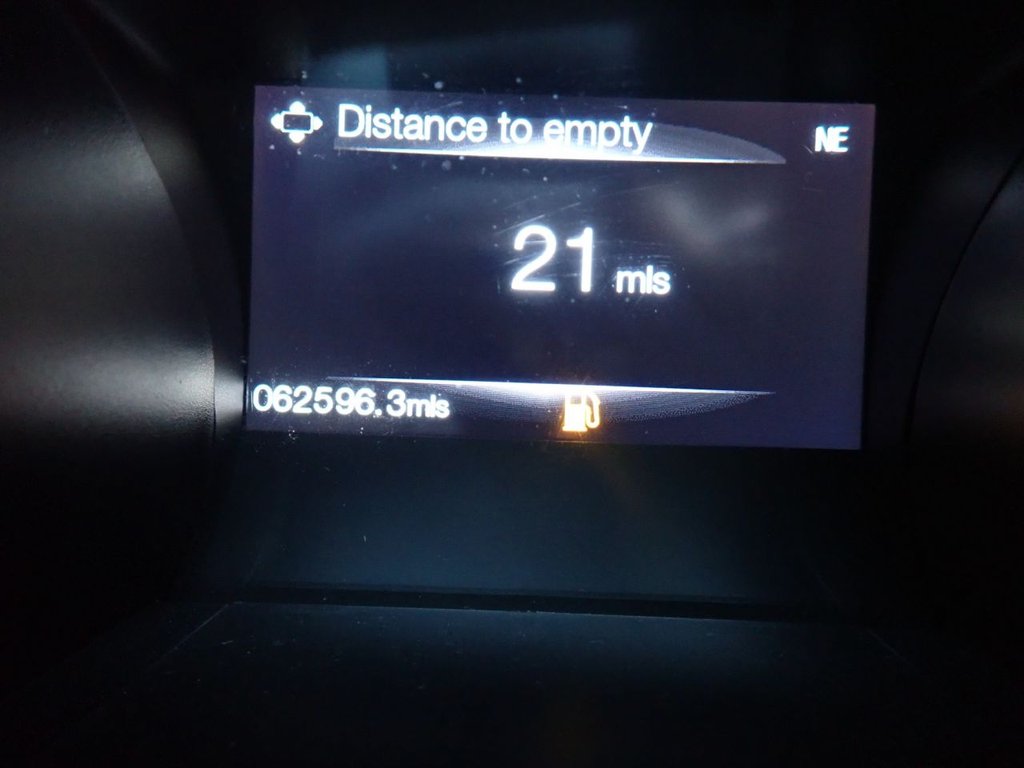 Distance to empty NE
21 mls
062596.3mls